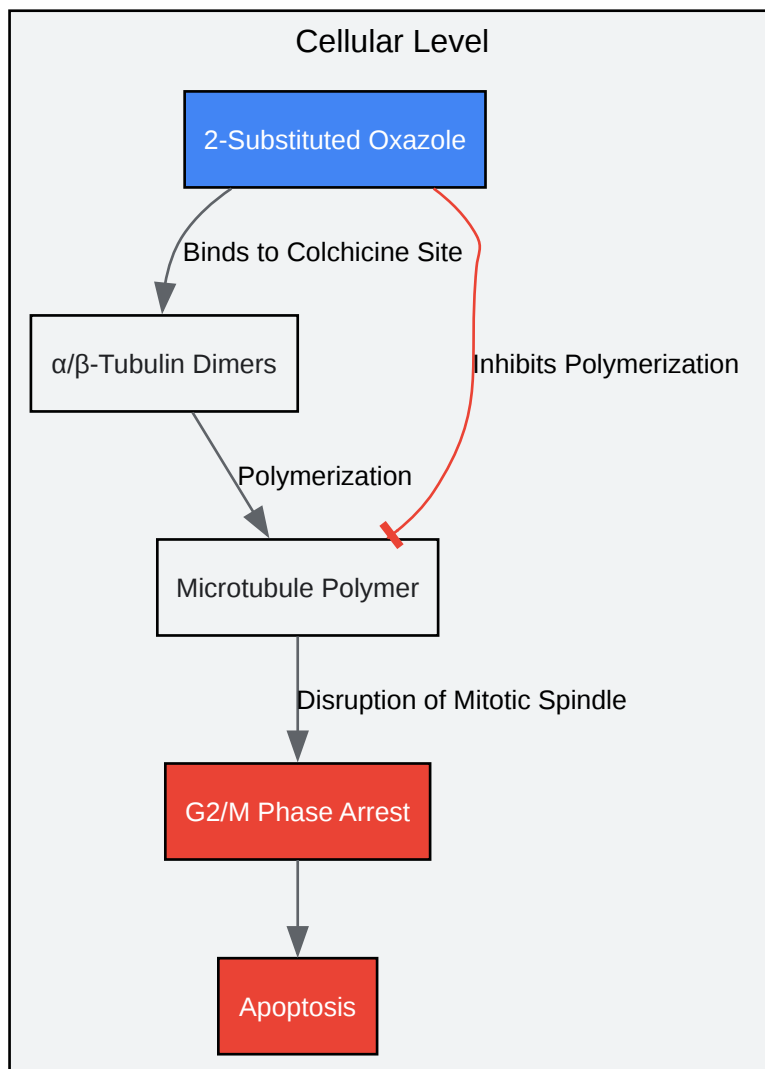 Cellular Level
2-Substituted Oxazole
Binds to Colchicine Site
α/β-Tubulin Dimers
Inhibits Polymerization
Polymerization
Microtubule Polymer
Disruption of Mitotic Spindle
G2/M Phase Arrest
Apoptosis